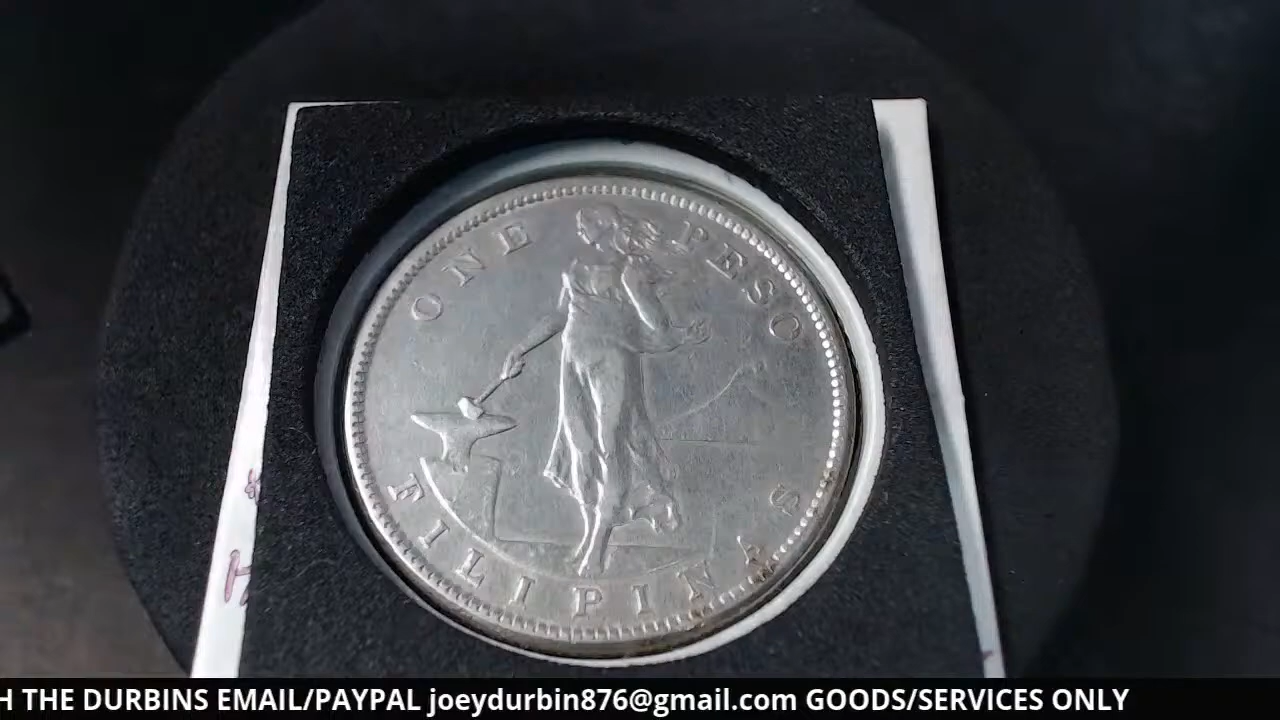 ONE PESO
FILIPINAS
H THE DURBINS EMAIL/PAYPAL joeydurbin876@gmail.com GOODS/SERVICES ONLY